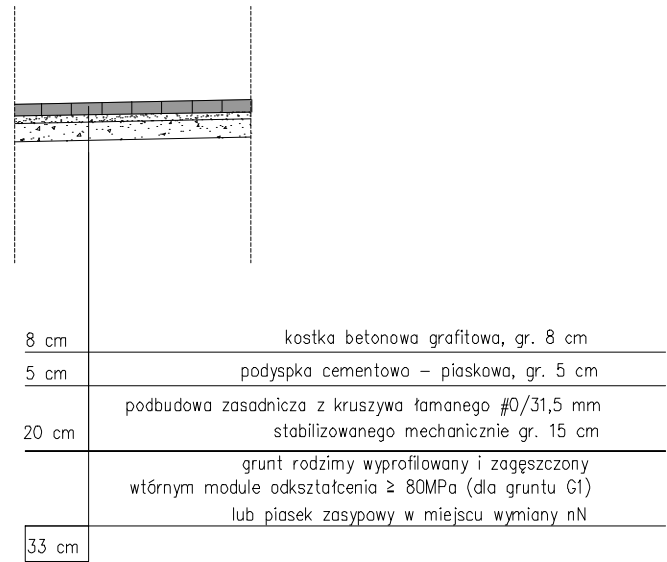 8 cm kostka betonowa grafitowa, gr. 8 cm
5 cm podyspka cementowo – piaskowa, gr. 5 cm
podbudowa zasadnicza z kruszywa łamanego #0/31,5 mm
20 cm stabilizowanego mechanicznie gr. 15 cm
grunt rodzimy wyprofilowany i zagęszczony
wtórnym module odkształcenia ≥ 80MPa (dla gruntu G1)
lub piasek zasypowy w miejscu wymiany nN
33 cm